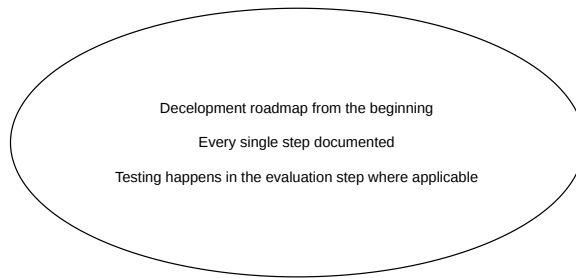 Decelopment roadmap from the beginning
Every single step documented
Testing happens in the evaluation step where applicable